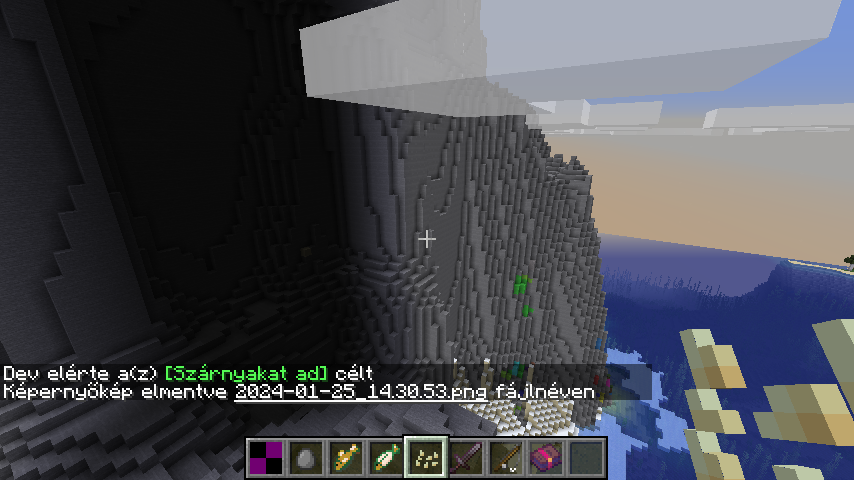 Dev elérte a(z) [Szárnyakat ad] célt
Képernyőkép elmentve 2024-01-25_14.30.53.png fájlnéven